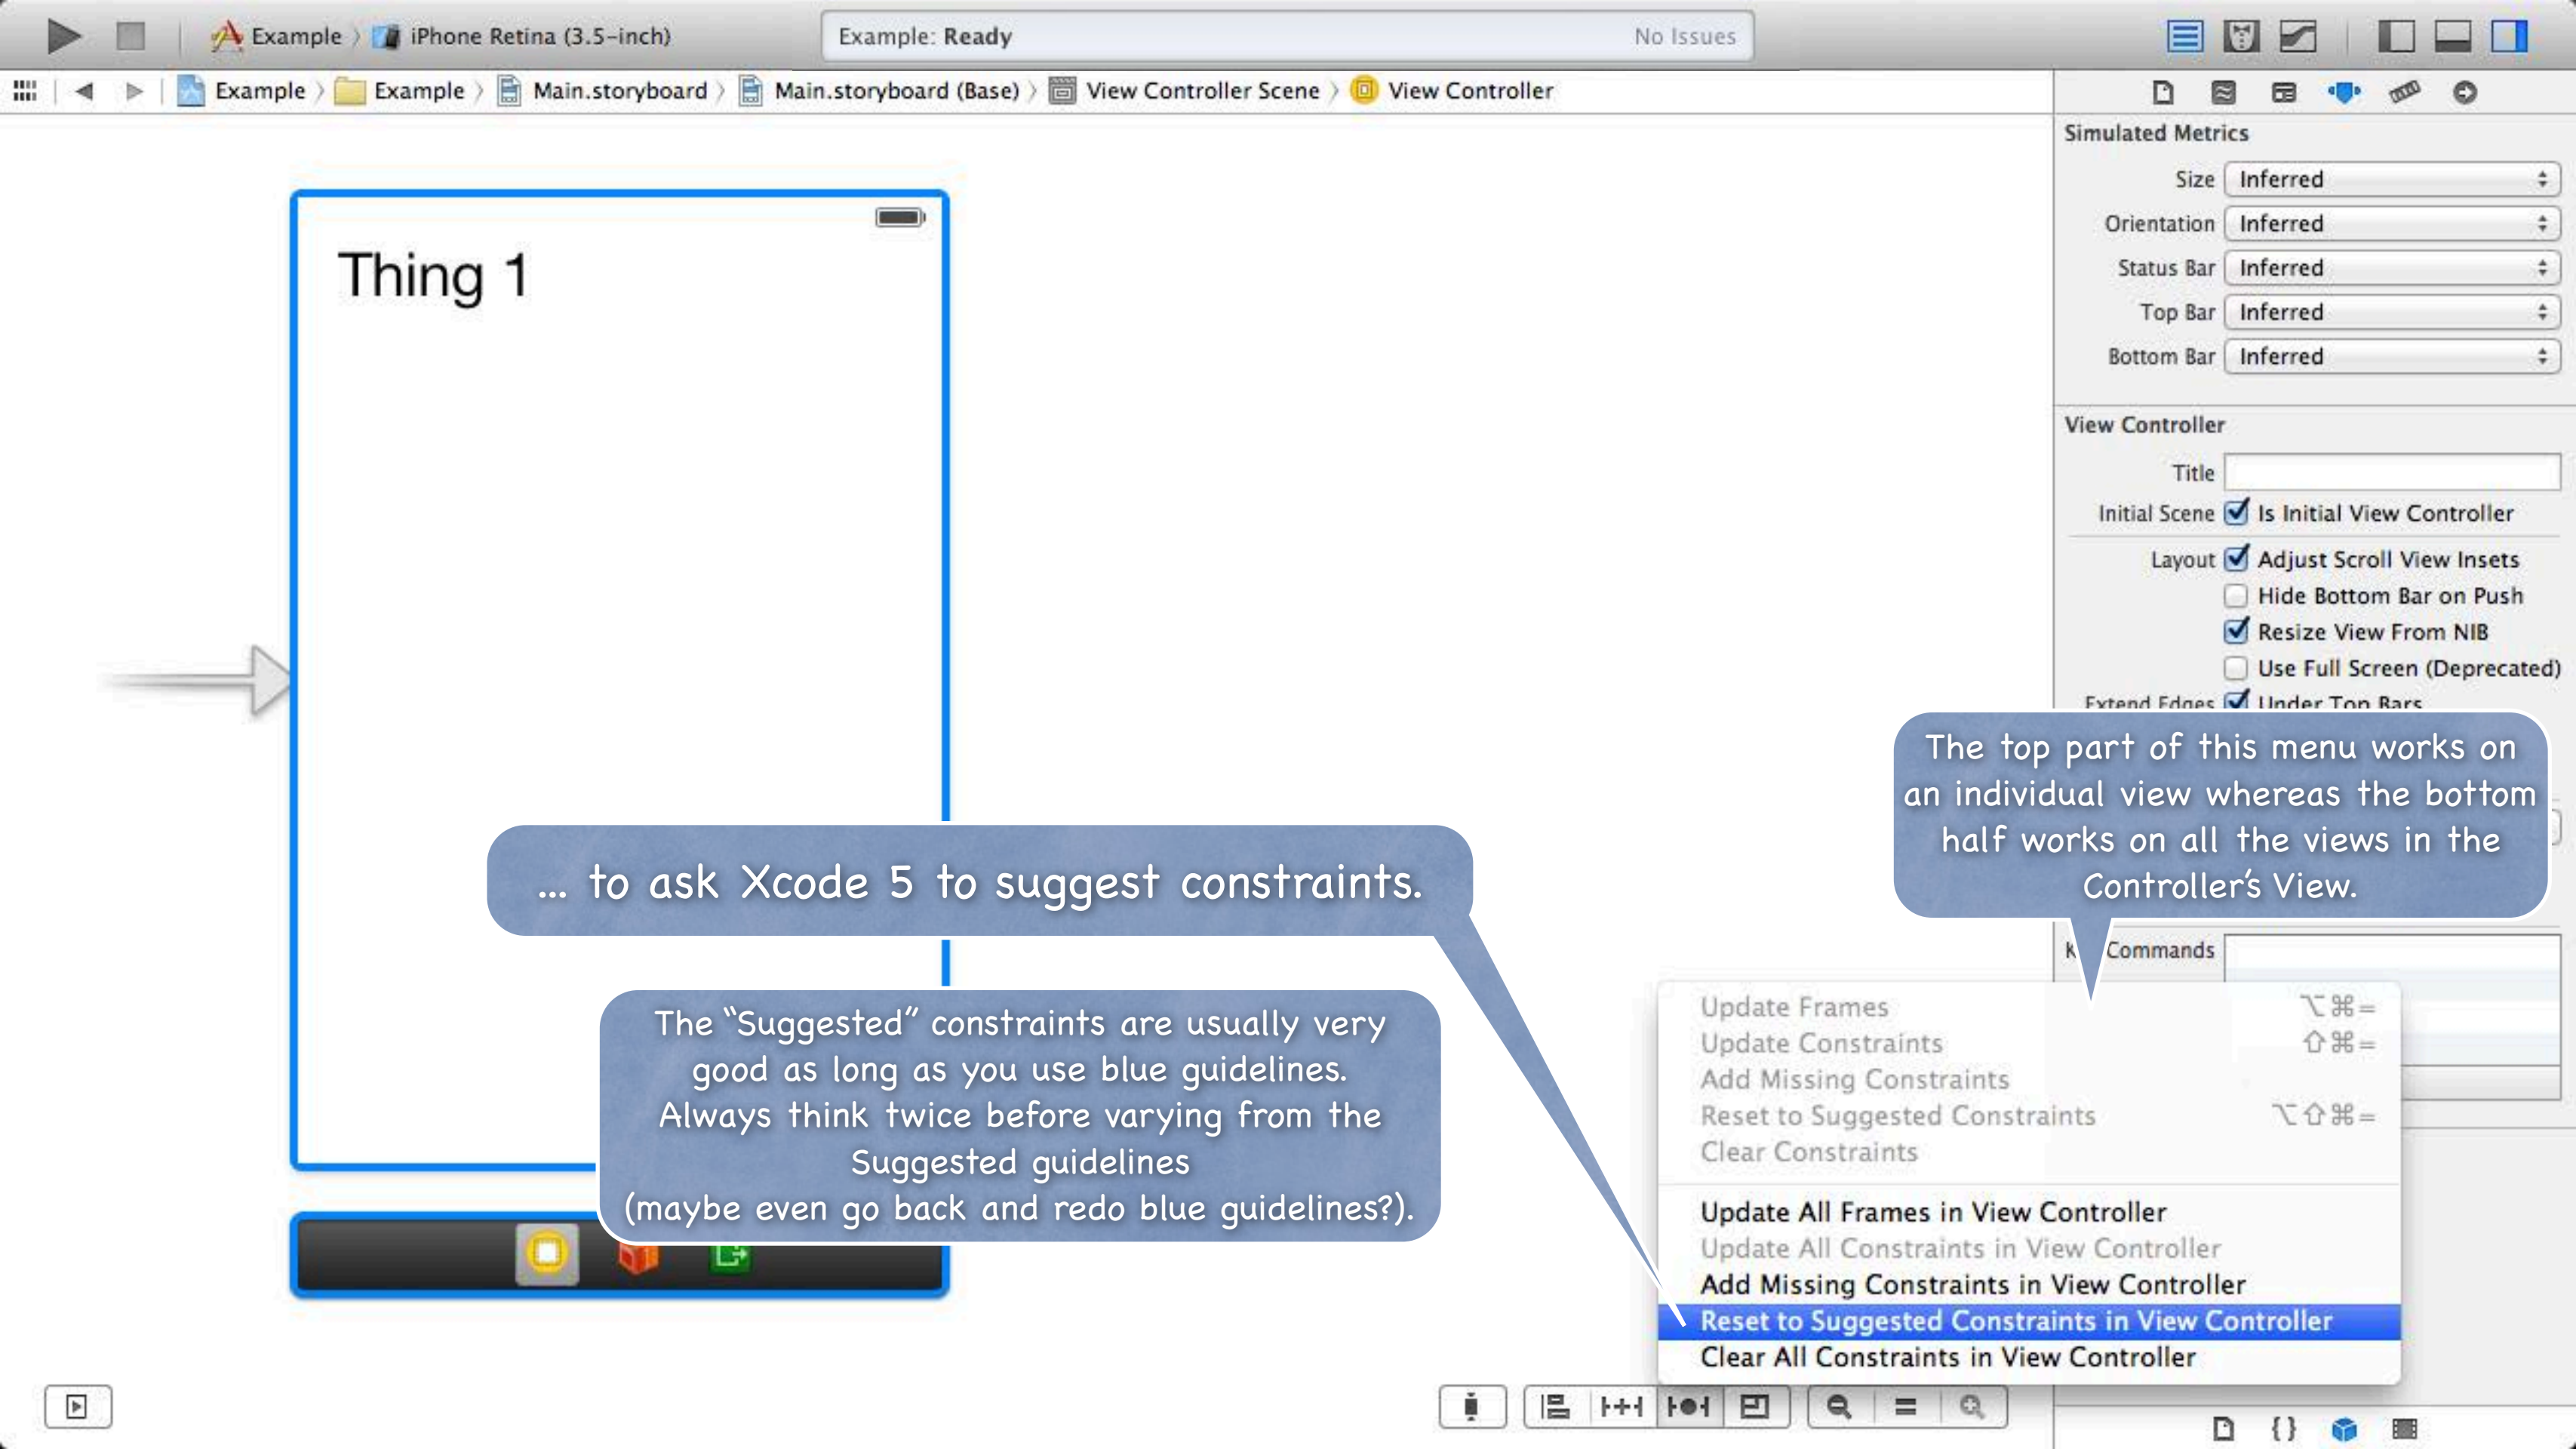 Example › iPhone Retina (3.5-inch)
Example: Ready
No Issues
Example › Example › Main.storyboard › Main.storyboard (Base) › View Controller Scene › View Controller
Thing 1
Simulated Metrics
Size Inferred
Orientation Inferred
Status Bar Inferred
Top Bar Inferred
Bottom Bar Inferred
View Controller
Title
Initial Scene Is Initial View Controller
Layout Adjust Scroll View Insets
Hide Bottom Bar on Push
Resize View From NIB
Use Full Screen (Deprecated)
Extend Edges Under Top Bars
The top part of this menu works on
an individual view whereas the bottom
half works on all the views in the
Controller's View.
... to ask Xcode 5 to suggest constraints.
The “Suggested” constraints are usually very
good as long as you use blue guidelines.
Always think twice before varying from the
Suggested guidelines
(maybe even go back and redo blue guidelines?).
Commands
Update Frames ⌥⌘=
Update Constraints ⇧⌘=
Add Missing Constraints
Reset to Suggested Constraints ⌥⇧⌘=
Clear Constraints
Update All Frames in View Controller
Update All Constraints in View Controller
Add Missing Constraints in View Controller
Reset to Suggested Constraints in View Controller
Clear All Constraints in View Controller